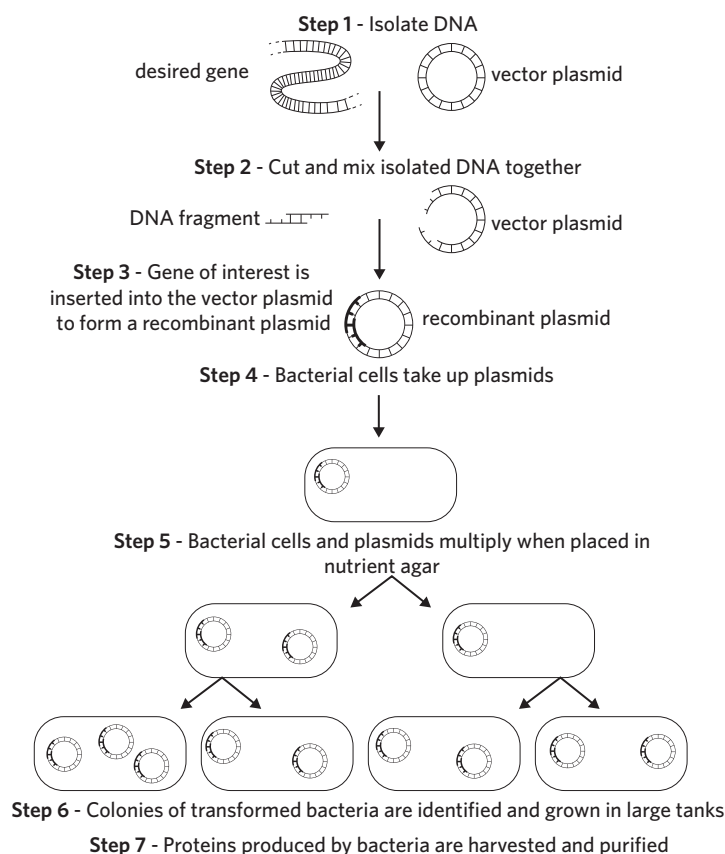 Step 1 - Isolate DNA
desired gene
vector plasmid
Step 2 - Cut and mix isolated DNA together
DNA fragment
vector plasmid
Step 3 - Gene of interest is
inserted into the vector plasmid
to form a recombinant plasmid
recombinant plasmid
Step 4 - Bacterial cells take up plasmids
Step 5 - Bacterial cells and plasmids multiply when placed in
nutrient agar
Step 6 - Colonies of transformed bacteria are identified and grown in large tanks
Step 7 - Proteins produced by bacteria are harvested and purified